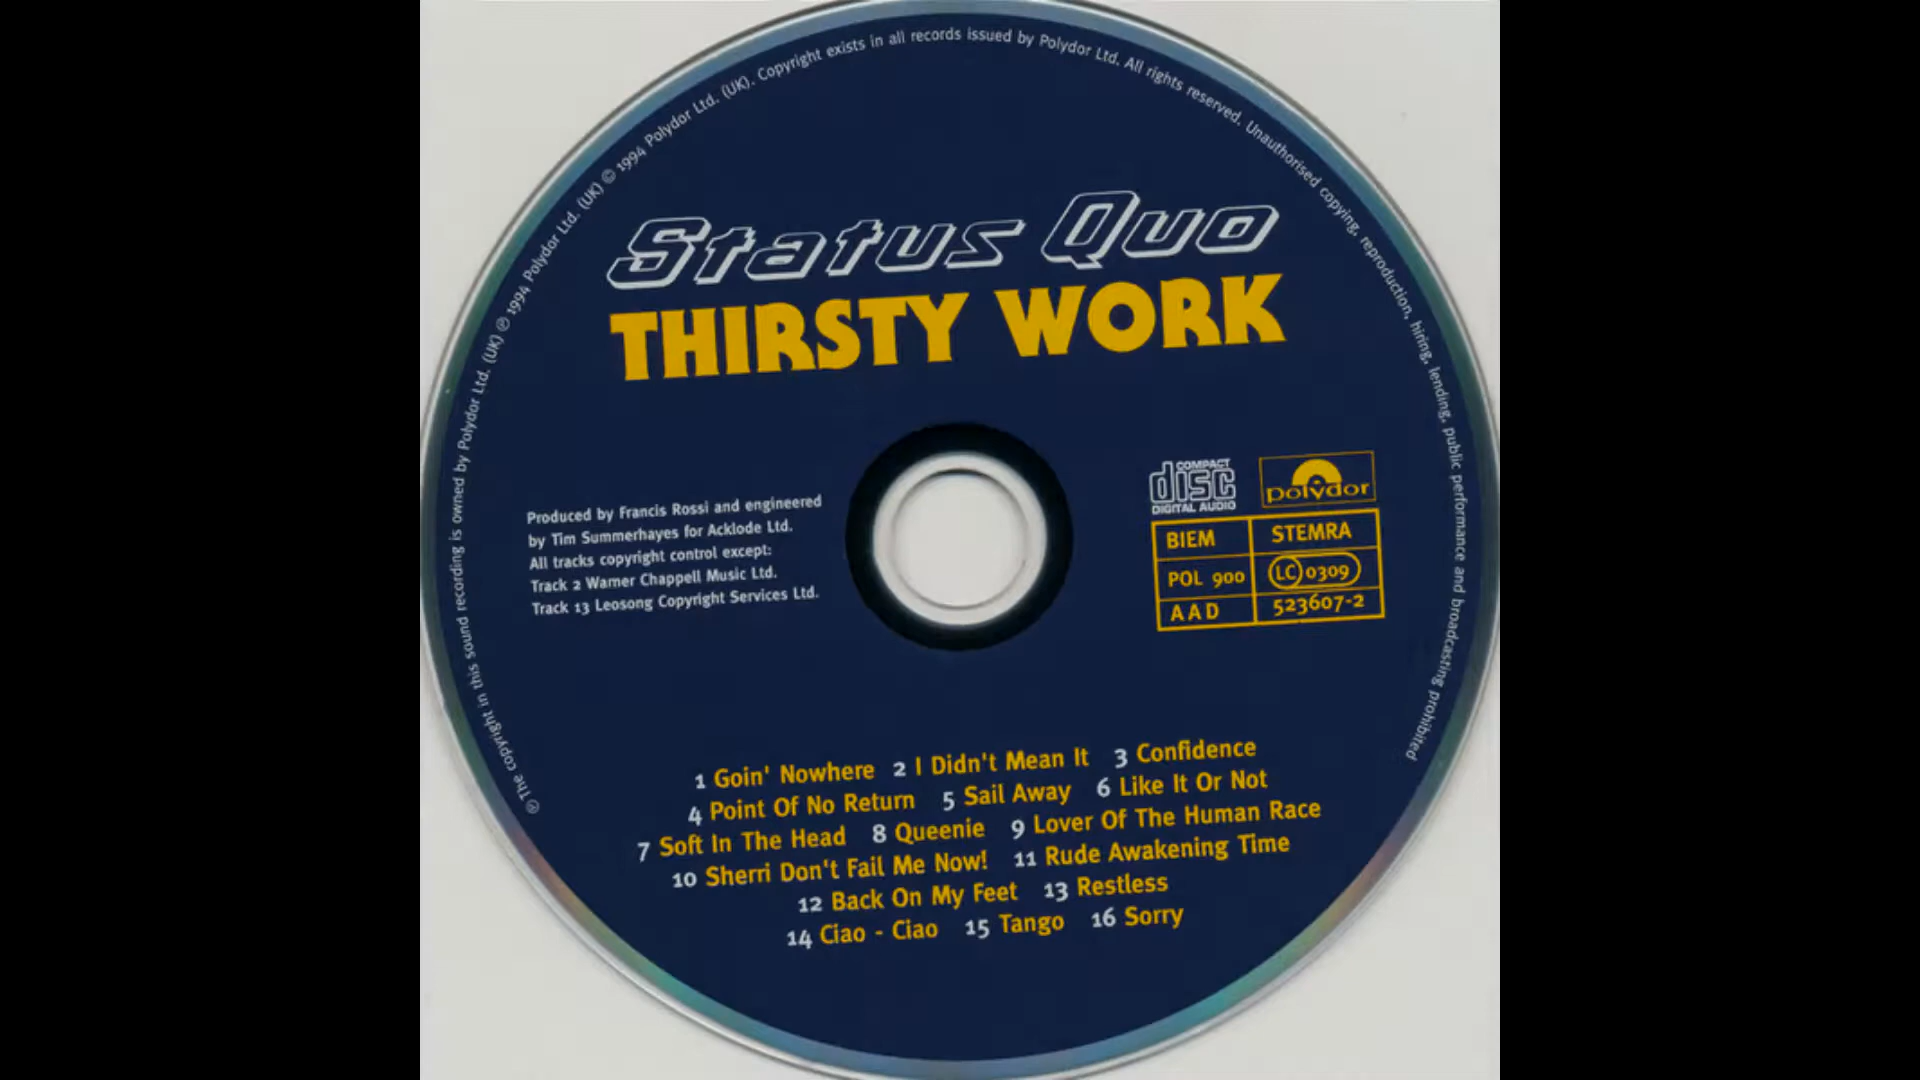 ℗ The copyright in this sound recording is owned by Polydor Ltd. (UK) ℗ 1994 Polydor Ltd. (UK) © 1994 Polydor Ltd. (UK). Copyright exists in all records issued by Polydor Ltd. All rights reserved. Unauthorised copying, reproduction, hiring, lending, public performance and broadcasting prohibited
Status Quo
THIRSTY WORK
Produced by Francis Rossi and engineered
by Tim Summerhayes for Acklode Ltd.
All tracks copyright control except:
Track 2 Warner Chappell Music Ltd.
Track 13 Leosong Copyright Services Ltd.
COMPACT
disc
DIGITAL AUDIO
polydor
BIEM STEMRA
POL 900 LC 0309
AAD 523607-2
1 Goin' Nowhere 2 I Didn't Mean It 3 Confidence
4 Point Of No Return 5 Sail Away 6 Like It Or Not
7 Soft In The Head 8 Queenie 9 Lover Of The Human Race
10 Sherri Don't Fail Me Now! 11 Rude Awakening Time
12 Back On My Feet 13 Restless
14 Ciao - Ciao 15 Tango 16 Sorry